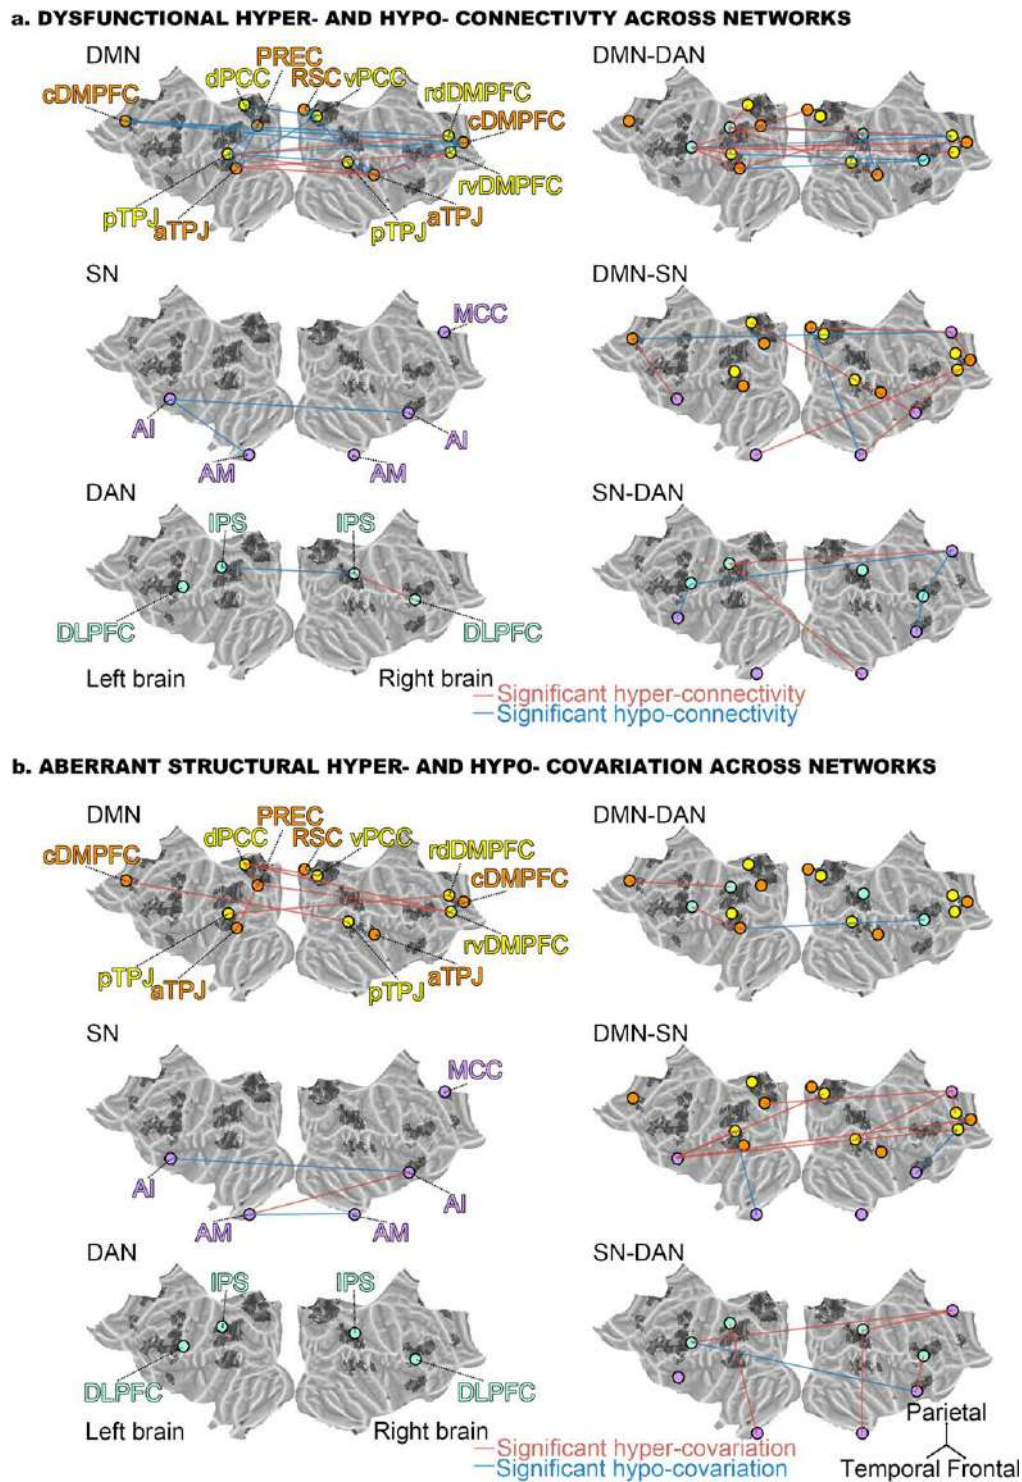 a. DYSFUNCTIONAL HYPER- AND HYPO- CONNECTIVTY ACROSS NETWORKS
DMN
PREC
dPCC
RSC
vPCC
cDMPFC
rdDMPFC
cDMPFC
rvDMPFC
pTPJ
aTPJ
pTPJ
aTPJ
DMN-DAN
SN
MCC
AI
AI
AM
AM
DMN-SN
DAN
IPS
IPS
DLPFC
DLPFC
Left brain
Right brain
SN-DAN
Significant hyper-connectivity
Significant hypo-connectivity
b. ABERRANT STRUCTURAL HYPER- AND HYPO- COVARIATION ACROSS NETWORKS
DMN
PREC
dPCC
RSC
vPCC
cDMPFC
rdDMPFC
cDMPFC
rvDMPFC
pTPJ
aTPJ
pTPJ
aTPJ
DMN-DAN
SN
MCC
AI
AI
AM
AM
DMN-SN
DAN
IPS
IPS
DLPFC
DLPFC
Left brain
Right brain
SN-DAN
Parietal
Temporal Frontal
Significant hyper-covariation
Significant hypo-covariation